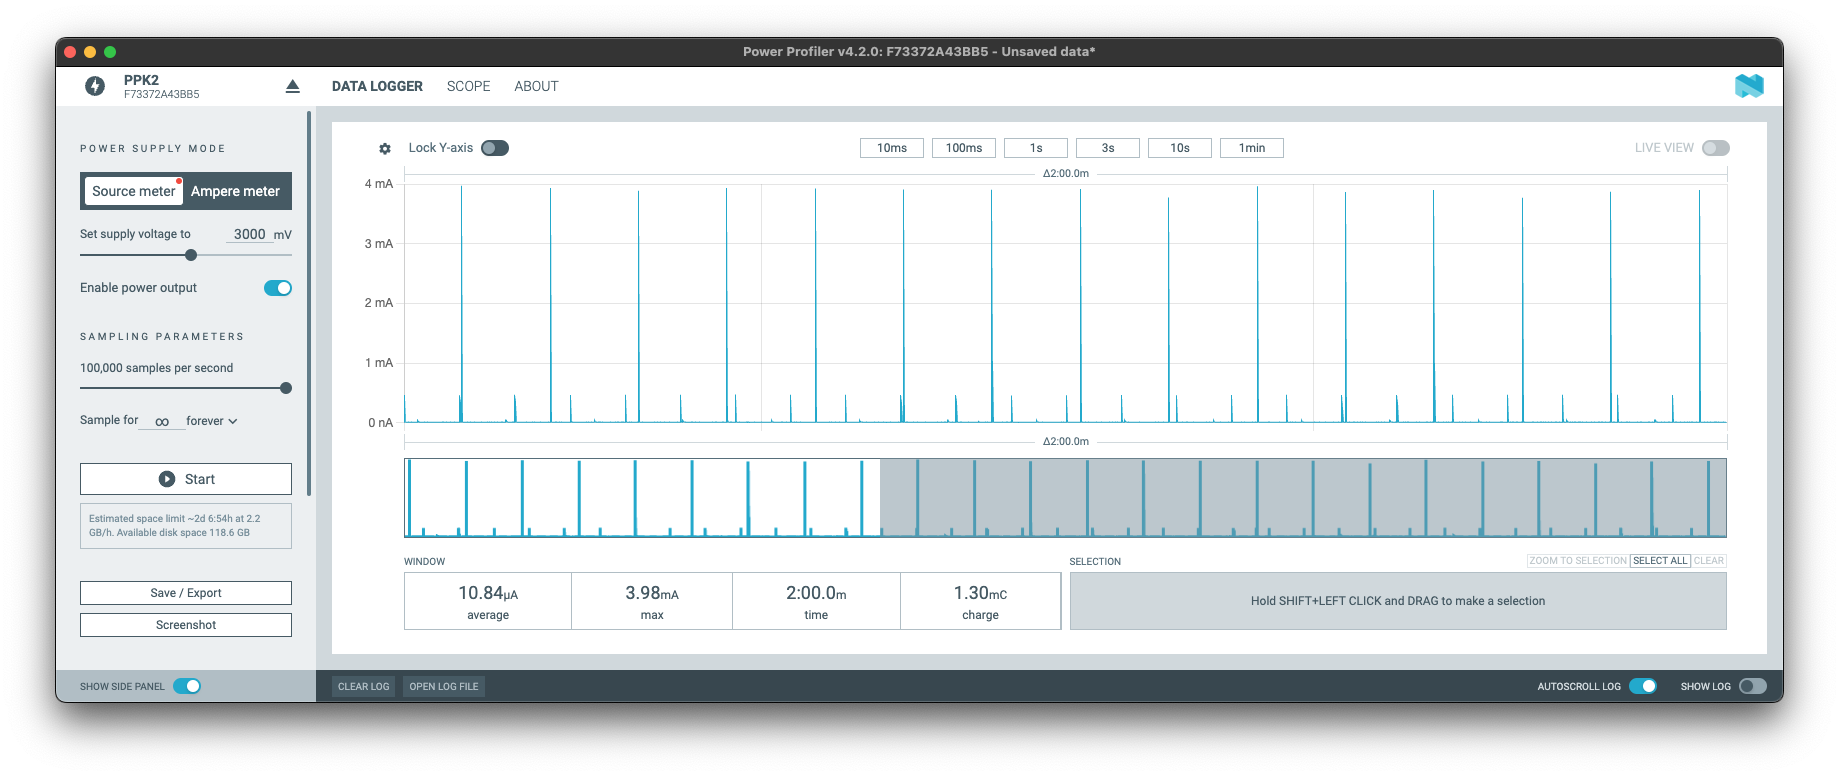 Power Profiler v4.2.0: F73372A43BB5 - Unsaved data*
PPK2
F73372A43BB5
DATA LOGGER SCOPE ABOUT
POWER SUPPLY MODE
Source meter Ampere meter
Set supply voltage to 3000 mV
Enable power output
SAMPLING PARAMETERS
100,000 samples per second
Sample for ∞ forever
Start
Estimated space limit ~2d 6:54h at 2.2
GB/h. Available disk space 118.6 GB
Save / Export
Screenshot
SHOW SIDE PANEL
Lock Y-axis
10ms 100ms 1s 3s 10s 1min
LIVE VIEW
Δ2:00.0m
4 mA
3 mA
2 mA
1 mA
0 nA
Δ2:00.0m
WINDOW
10.84μA
average
3.98mA
max
2:00.0m
time
1.30mC
charge
SELECTION
ZOOM TO SELECTION SELECT ALL CLEAR
Hold SHIFT+LEFT CLICK and DRAG to make a selection
CLEAR LOG OPEN LOG FILE
AUTOSCROLL LOG SHOW LOG